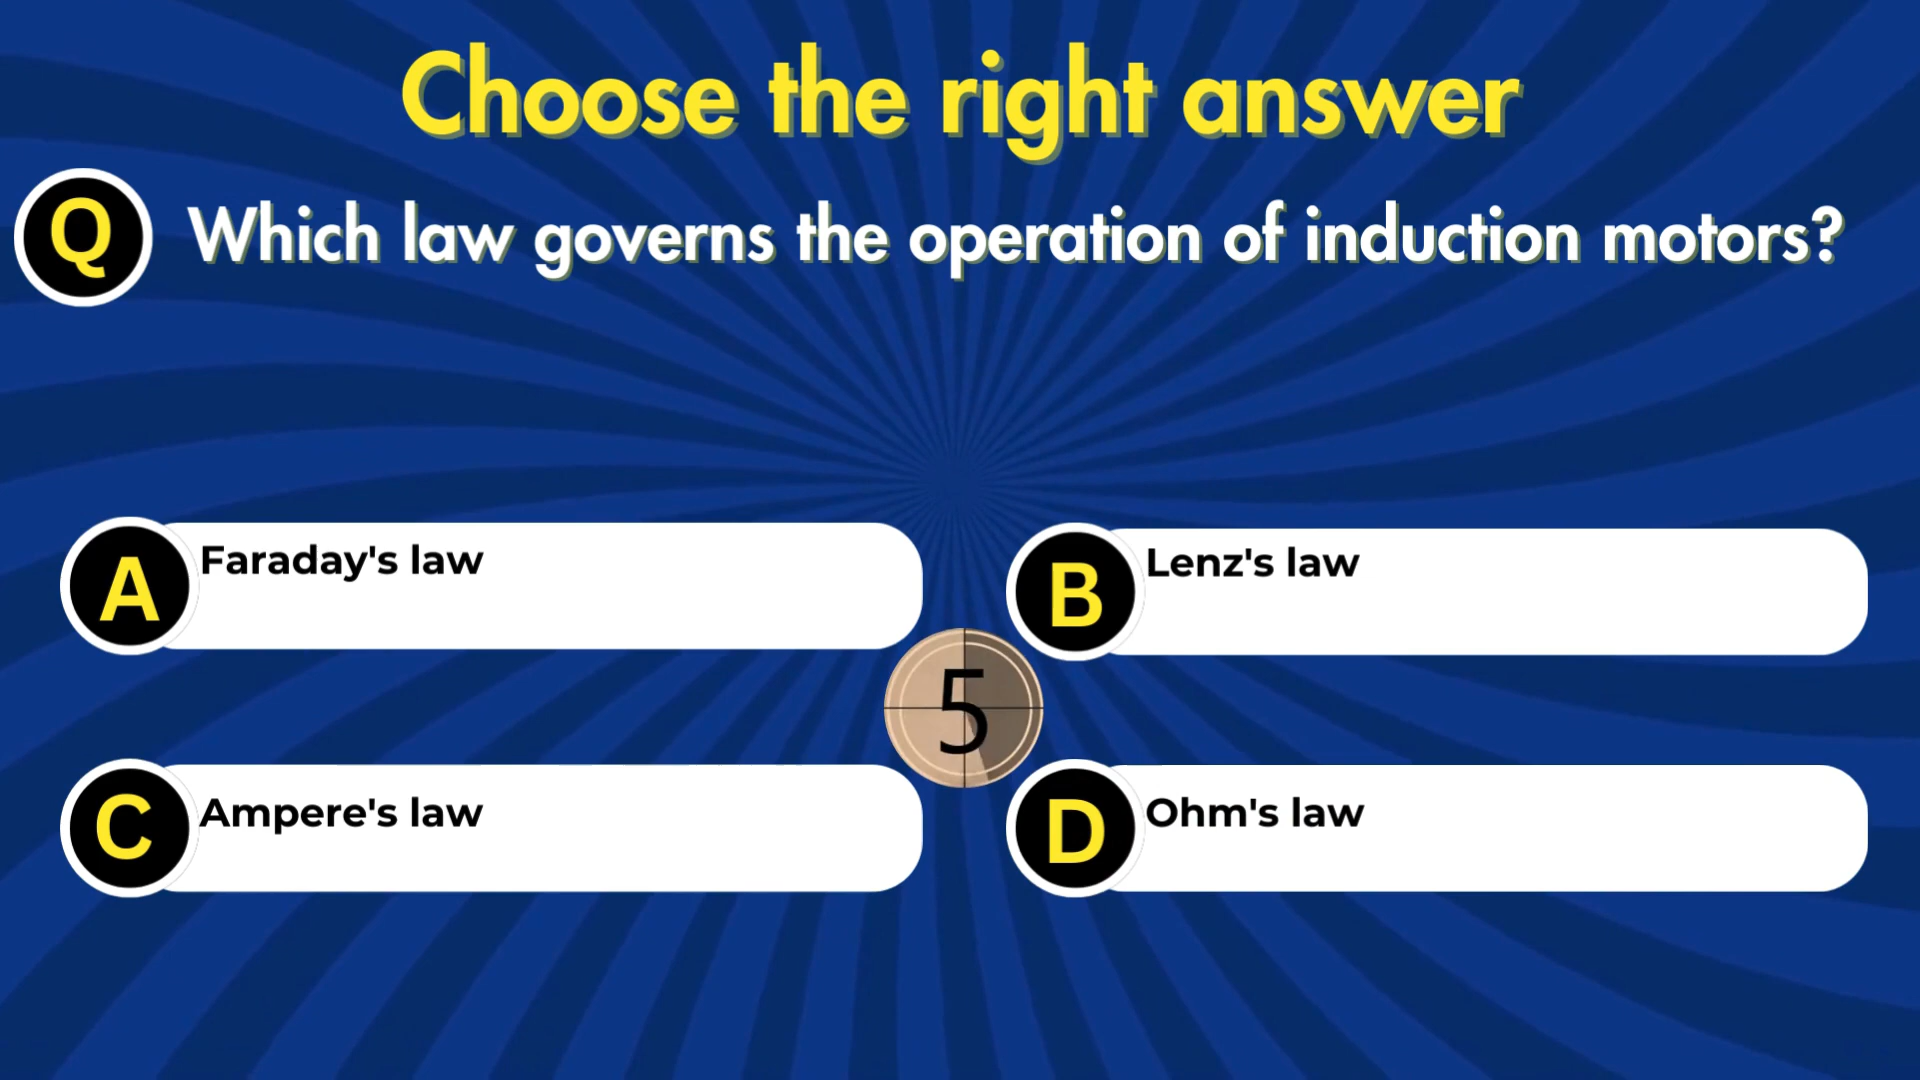 Choose the right answer
Q Which law governs the operation of induction motors?
A Faraday's law
B Lenz's law
5
C Ampere's law
D Ohm's law